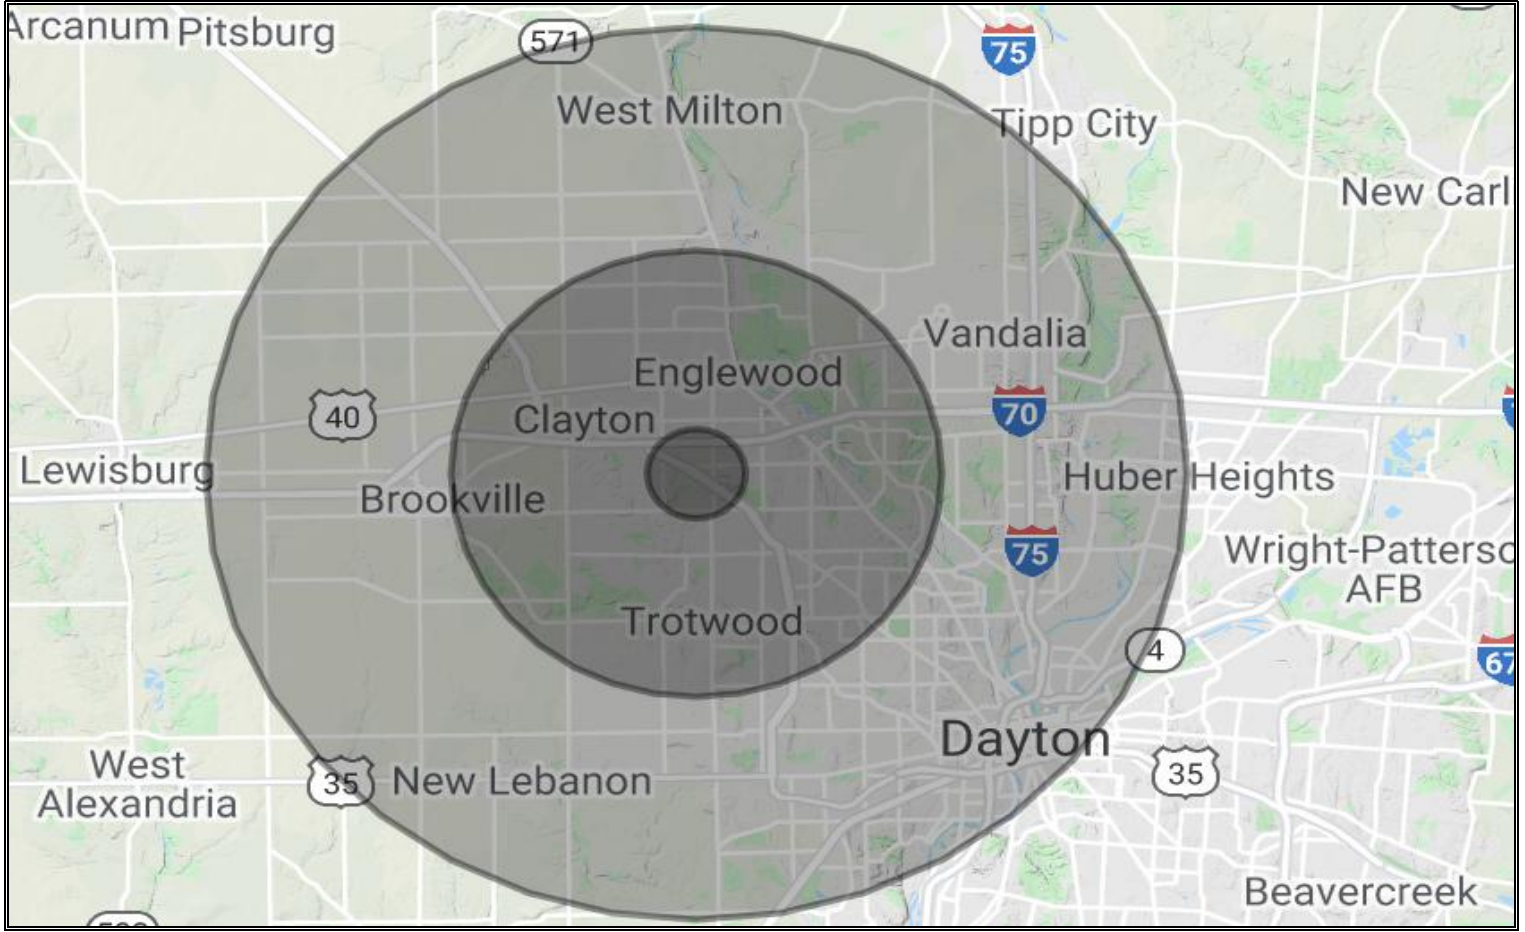 Arcanum
Pitsburg
571
75
West Milton
Tipp City
New Carl
Vandalia
Englewood
40
Clayton
70
Lewisburg
Brookville
Huber Heights
75
Wright-Patterso
AFB
Trotwood
4
67
Dayton
West
Alexandria
35
New Lebanon
35
Beavercreek